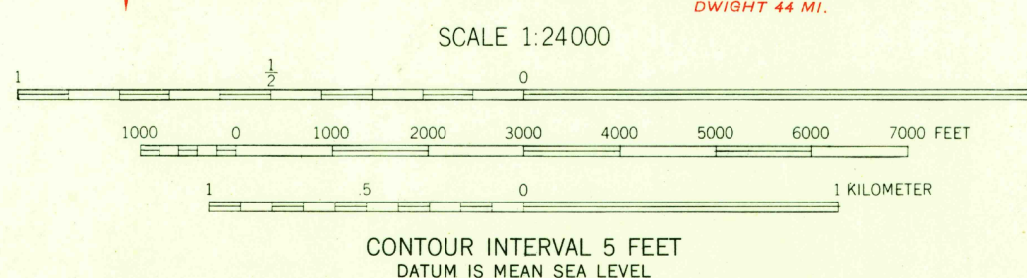 DWIGHT 44 MI.
SCALE 1:24000
1 1/2 0
1000 0 1000 2000 3000 4000 5000 6000 7000 FEET
1 .5 0 1 KILOMETER
CONTOUR INTERVAL 5 FEET
DATUM IS MEAN SEA LEVEL